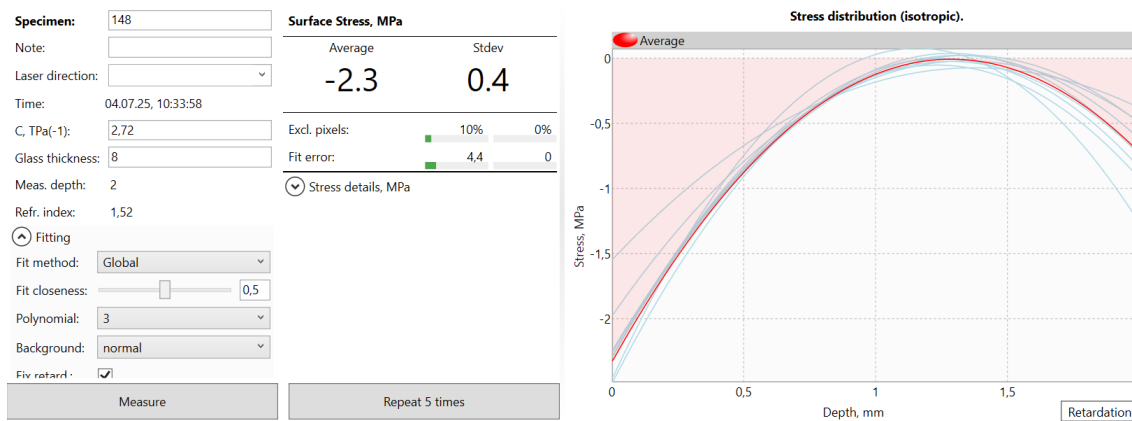 Specimen: 148
Note:
Laser direction:
Time: 04.07.25, 10:33:58
C, TPa(-1): 2,72
Glass thickness: 8
Meas. depth: 2
Refr. index: 1,52
Fitting
Fit method: Global
Fit closeness: 0,5
Polynomial: 3
Background: normal
Fix retard.:
Measure
Surface Stress, MPa
Average Stdev
-2.3 0.4
Excl. pixels: 10% 0%
Fit error: 4,4 0
Stress details, MPa
Repeat 5 times
Stress distribution (isotropic).
Average
0
-0,5
-1
-1,5
-2
Stress, MPa
0 0,5 1 1,5
Depth, mm
Retardation